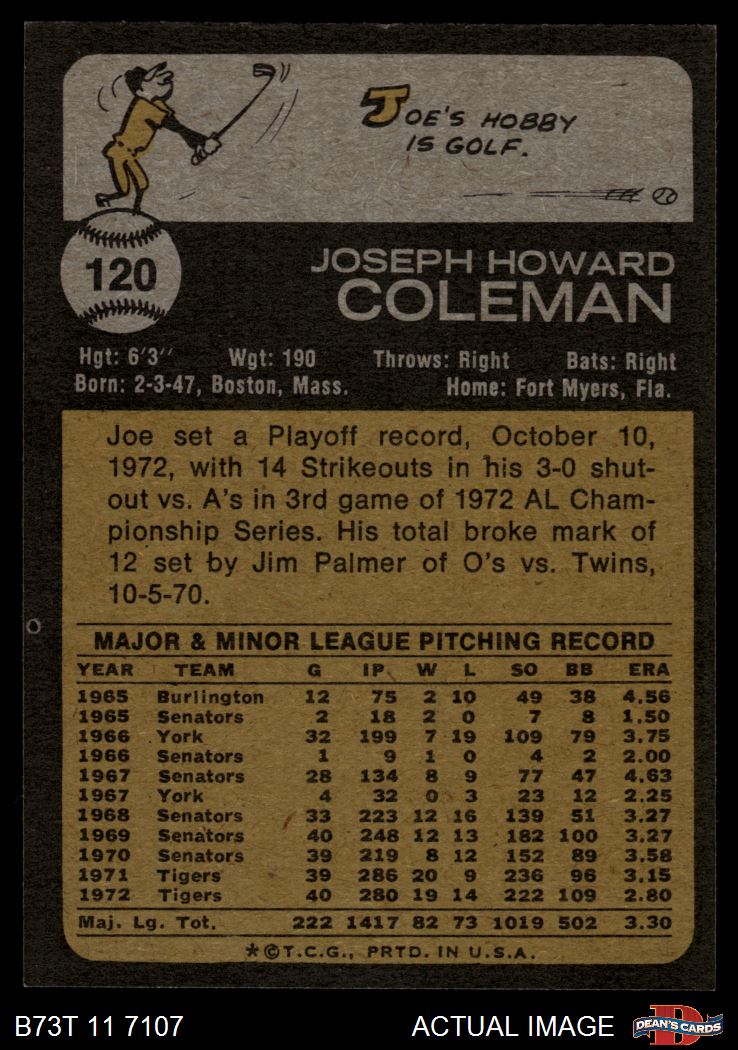 JOE'S HOBBY
IS GOLF.
120
JOSEPH HOWARD
COLEMAN
Hgt: 6'3" Wgt: 190 Throws: Right Bats: Right
Born: 2-3-47, Boston, Mass. Home: Fort Myers, Fla.
Joe set a Playoff record, October 10,
1972, with 14 Strikeouts in his 3-0 shut-
out vs. A's in 3rd game of 1972 AL Cham-
pionship Series. His total broke mark of
12 set by Jim Palmer of O's vs. Twins,
10-5-70.
MAJOR & MINOR LEAGUE PITCHING RECORD
YEAR TEAM G IP W L SO BB ERA
1965 Burlington 12 75 2 10 49 38 4.56
1965 Senators 2 18 2 0 7 8 1.50
1966 York 32 199 7 19 109 79 3.75
1966 Senators 1 9 1 0 4 2 2.00
1967 Senators 28 134 8 9 77 47 4.63
1967 York 4 32 0 3 23 12 2.25
1968 Senators 33 223 12 16 139 51 3.27
1969 Senators 40 248 12 13 182 100 3.27
1970 Senators 39 219 8 12 152 89 3.58
1971 Tigers 39 286 20 9 236 96 3.15
1972 Tigers 40 280 19 14 222 109 2.80
Maj. Lg. Tot. 222 1417 82 73 1019 502 3.30
*©T.C.G., PRTD. IN U.S.A.
B73T 11 7107 ACTUAL IMAGE D DEAN'S CARDS